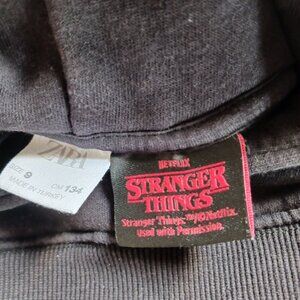 ZARA
SIZE 9 CM 134
MADE IN TURKEY
NETFLIX
STRANGER
THINGS
Stranger Things ™/©Netflix.
Used with Permission.